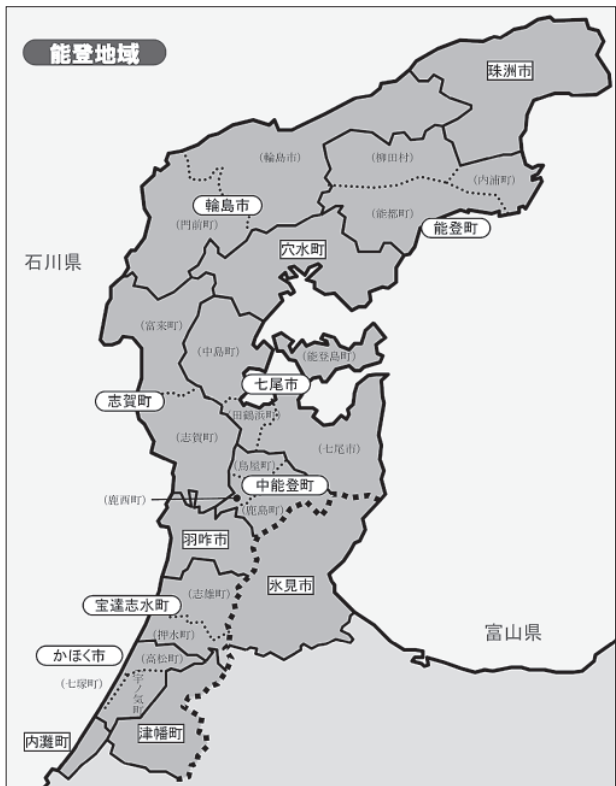 能登地域
珠洲市
(輪島市)
(柳田村)
(内浦町)
輪島市
(門前町)
(能都町)
能登町
穴水町
石川県
(富来町)
(中島町)
(能登島町)
七尾市
志賀町
(田鶴浜町)
(志賀町)
(七尾市)
(鳥屋町)
中能登町
(鹿西町)
(鹿島町)
羽咋市
氷見市
(志雄町)
宝達志水町
(押水町)
富山県
かほく市
(高松町)
(七塚町)
(宇ノ気町)
内灘町
津幡町